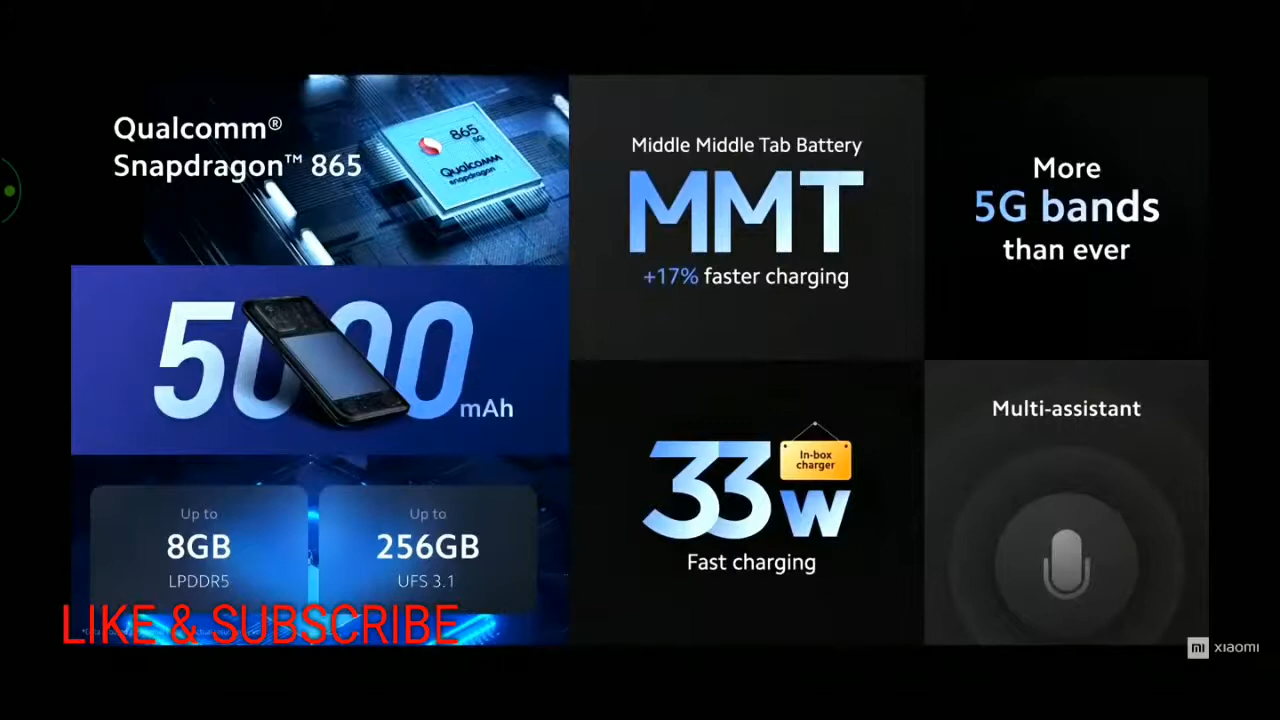 Qualcomm®
Snapdragon™ 865
865
5G
Qualcomm
snapdragon
5000 mAh
Up to
8GB
LPDDR5
Up to
256GB
UFS 3.1
LIKE & SUBSCRIBE
Middle Middle Tab Battery
MMT
+17% faster charging
33W
In-box
charger
Fast charging
More
5G bands
than ever
Multi-assistant
mi xiaomi